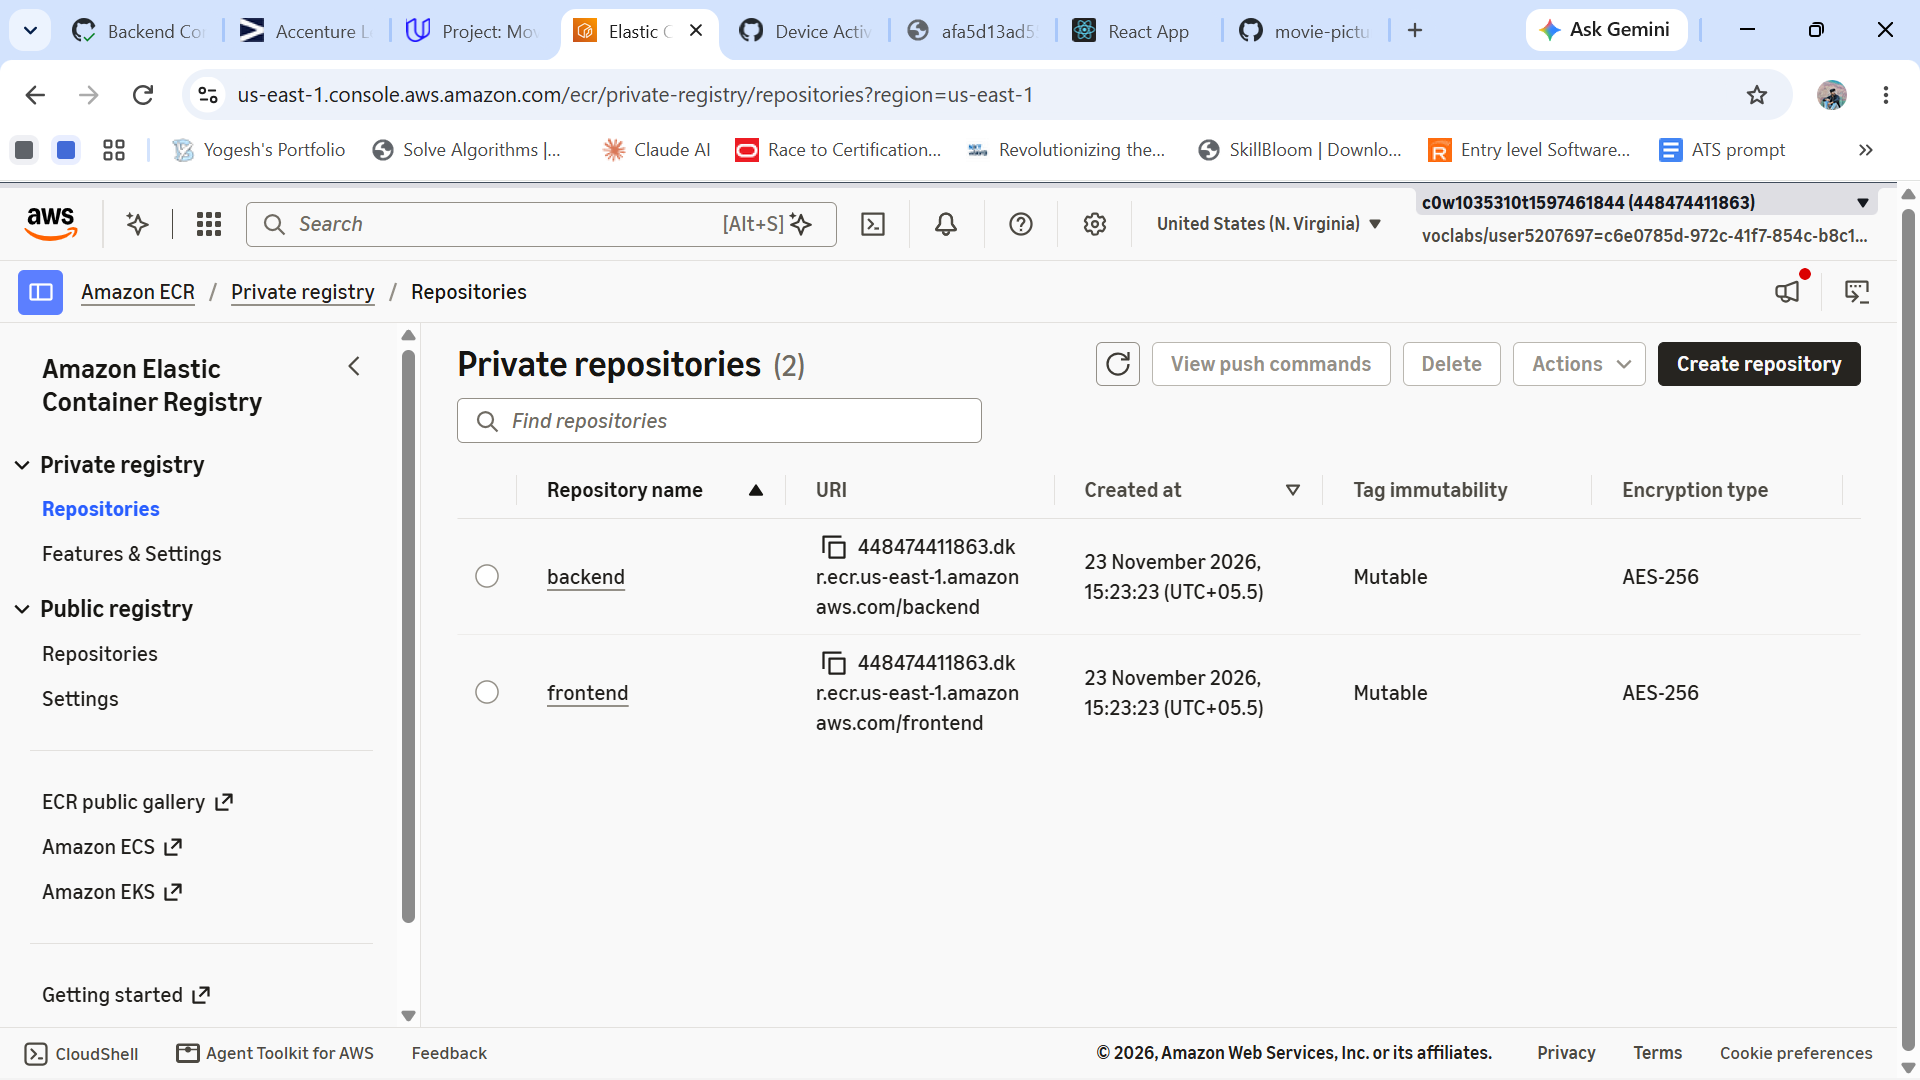 Backend Co
Accenture L
Project: Mov
Elastic C
Device Activ
afa5d13ad5
React App
movie-pictu
Ask Gemini
us-east-1.console.aws.amazon.com/ecr/private-registry/repositories?region=us-east-1
Yogesh's Portfolio
Solve Algorithms |...
Claude AI
Race to Certification...
Revolutionizing the...
SkillBloom | Downlo...
Entry level Software...
ATS prompt
aws
Search
[Alt+S]
United States (N. Virginia)
c0w1035310t1597461844 (448474411863)
voclabs/user5207697=c6e0785d-972c-41f7-854c-b8c1...
Amazon ECR / Private registry / Repositories
Amazon Elastic
Container Registry
Private registry
Repositories
Features & Settings
Public registry
Repositories
Settings
ECR public gallery
Amazon ECS
Amazon EKS
Getting started
Private repositories (2)
View push commands
Delete
Actions
Create repository
Find repositories
Repository name
URI
Created at
Tag immutability
Encryption type
backend
448474411863.dk
r.ecr.us-east-1.amazon
aws.com/backend
23 November 2026,
15:23:23 (UTC+05.5)
Mutable
AES-256
frontend
448474411863.dk
r.ecr.us-east-1.amazon
aws.com/frontend
23 November 2026,
15:23:23 (UTC+05.5)
Mutable
AES-256
CloudShell
Agent Toolkit for AWS
Feedback
© 2026, Amazon Web Services, Inc. or its affiliates.
Privacy
Terms
Cookie preferences